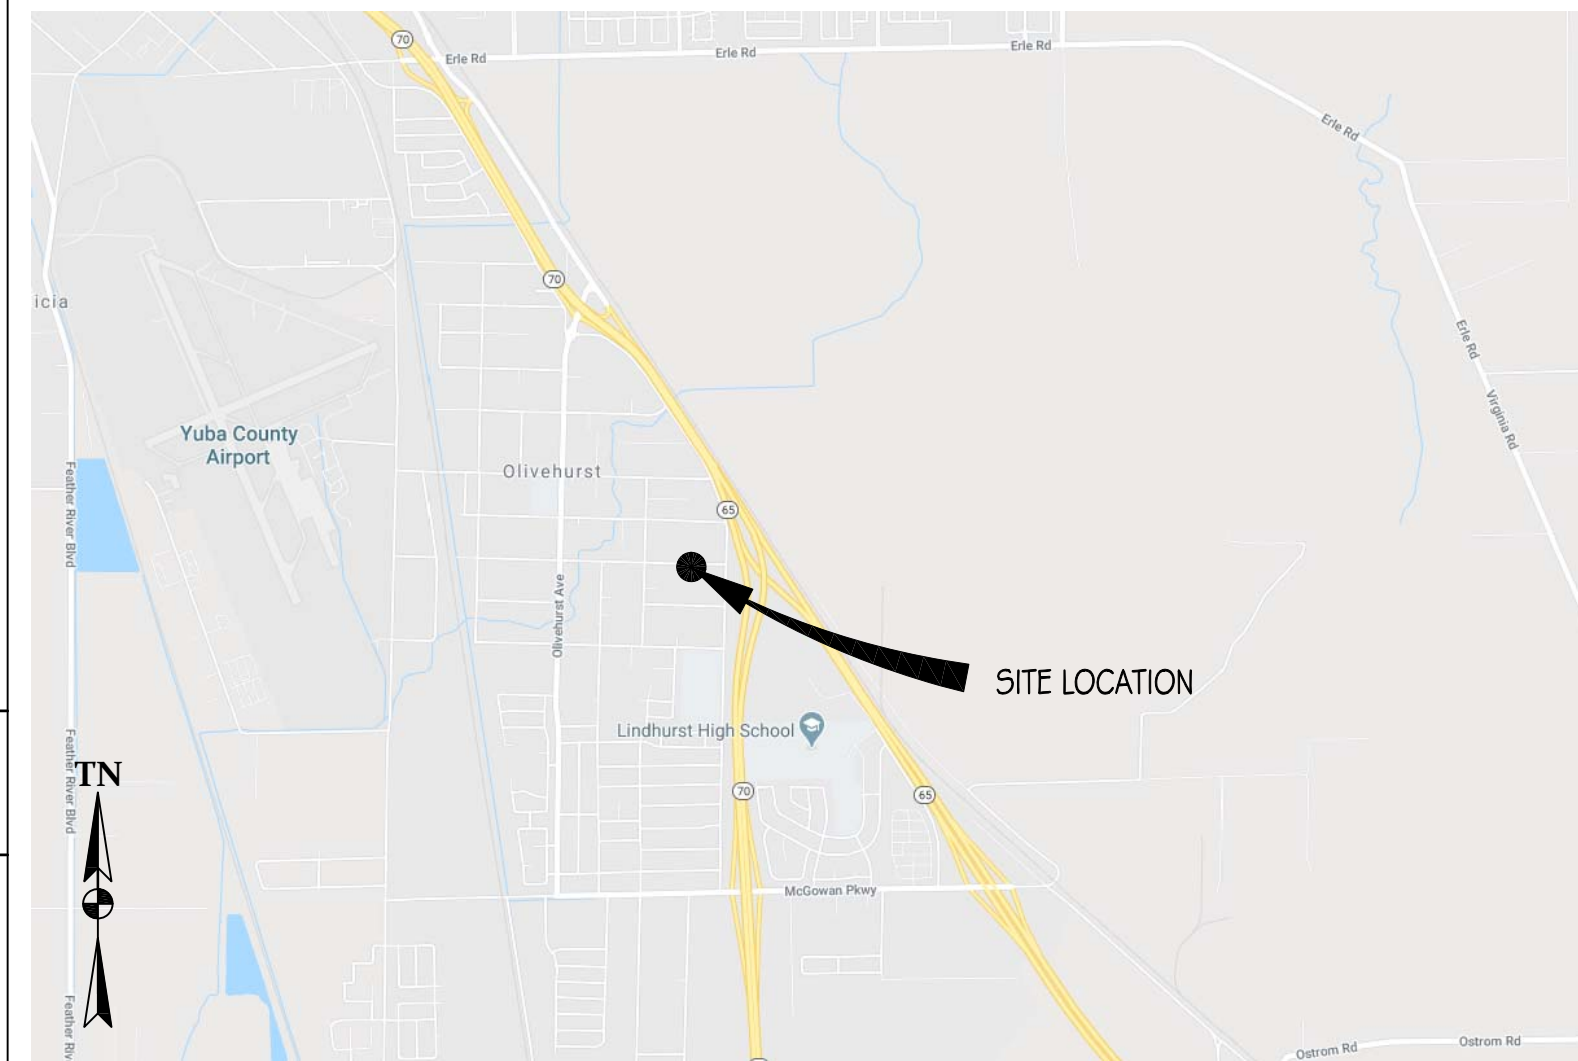 70
Erle Rd
Erle Rd
Erle Rd
Erle Rd
70
icia
Erle Rd
Virginia Rd
Yuba County
Airport
Olivehurst
Feather River Blvd
65
Olivehurst Ave
SITE LOCATION
Lindhurst High School
Feather River Blvd
TN
70
65
McGowan Pkwy
Feather Riv
Ostrom Rd
Ostrom Rd